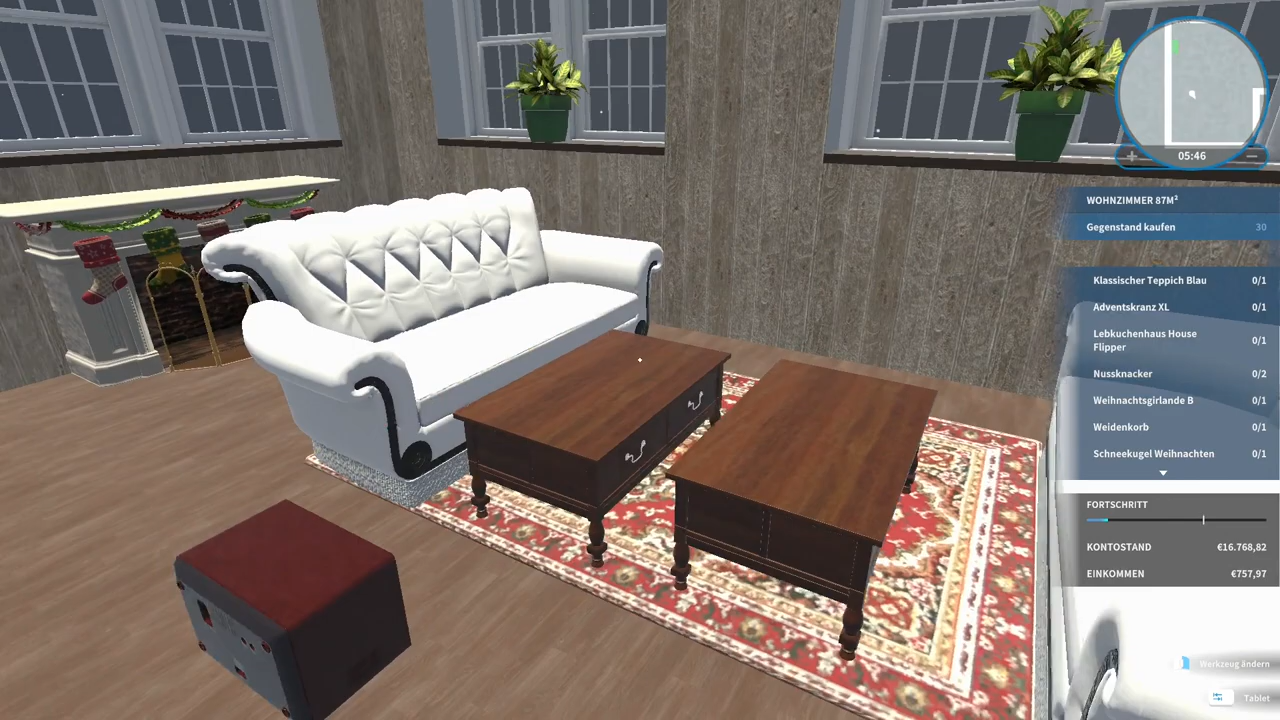 05:46
WOHNZIMMER 87M²
Gegenstand kaufen 30
Klassischer Teppich Blau 0/1
Adventskranz XL 0/1
Lebkuchenhaus House
Flipper 0/1
Nussknacker 0/2
Weihnachtsgirlande B 0/1
Weidenkorb 0/1
Schneekugel Weihnachten 0/1
FORTSCHRITT
KONTOSTAND €16.768,82
EINKOMMEN €757,97
Werkzeug ändern
Tablet